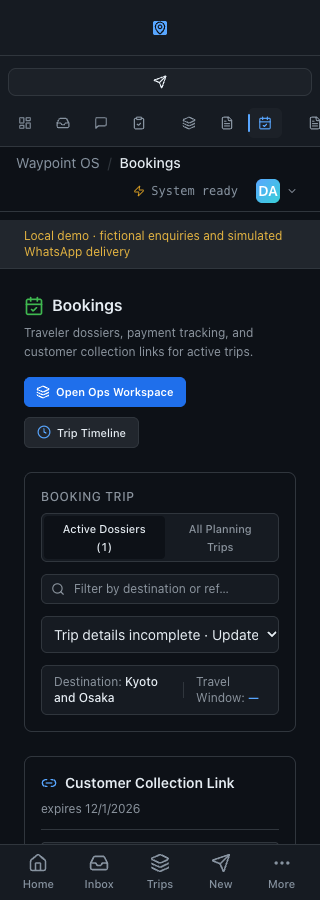 Waypoint OS / Bookings
System ready DA
Local demo · fictional enquiries and simulated
WhatsApp delivery
Bookings
Traveler dossiers, payment tracking, and
customer collection links for active trips.
Open Ops Workspace
Trip Timeline
BOOKING TRIP
Active Dossiers
(1)
All Planning
Trips
Filter by destination or ref...
Trip details incomplete · Update
Destination: Kyoto
and Osaka
Travel
Window: —
Customer Collection Link
expires 12/1/2026
Home Inbox Trips New More